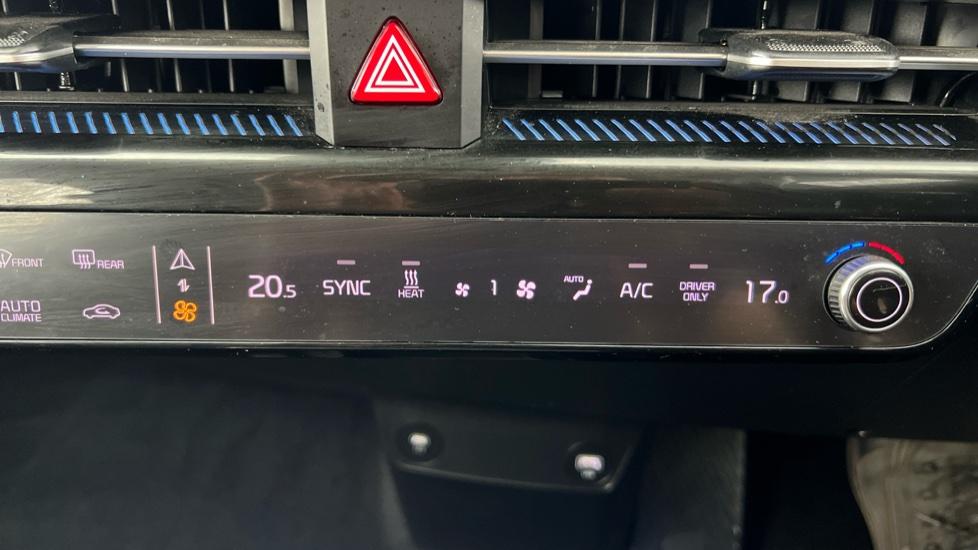 FRONT
REAR
AUTO
CLIMATE
20.5
SYNC
HEAT
1
AUTO
A/C
DRIVER
ONLY
17.0